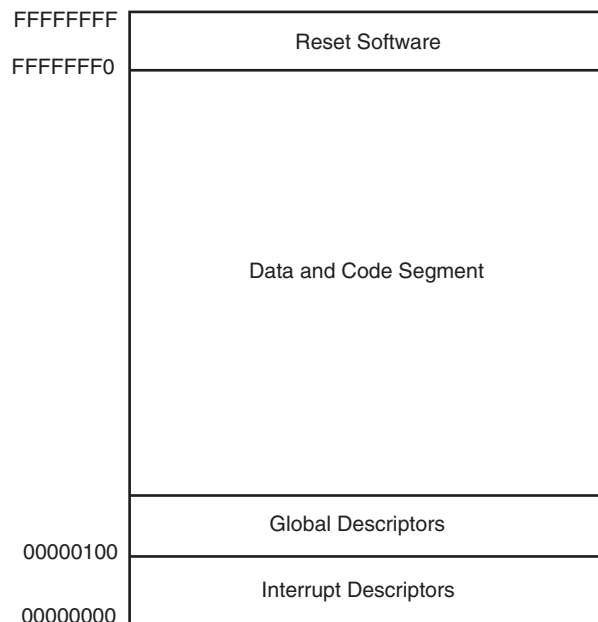 FFFFFFFF
Reset Software
FFFFFFF0
Data and Code Segment
Global Descriptors
00000100
Interrupt Descriptors
00000000